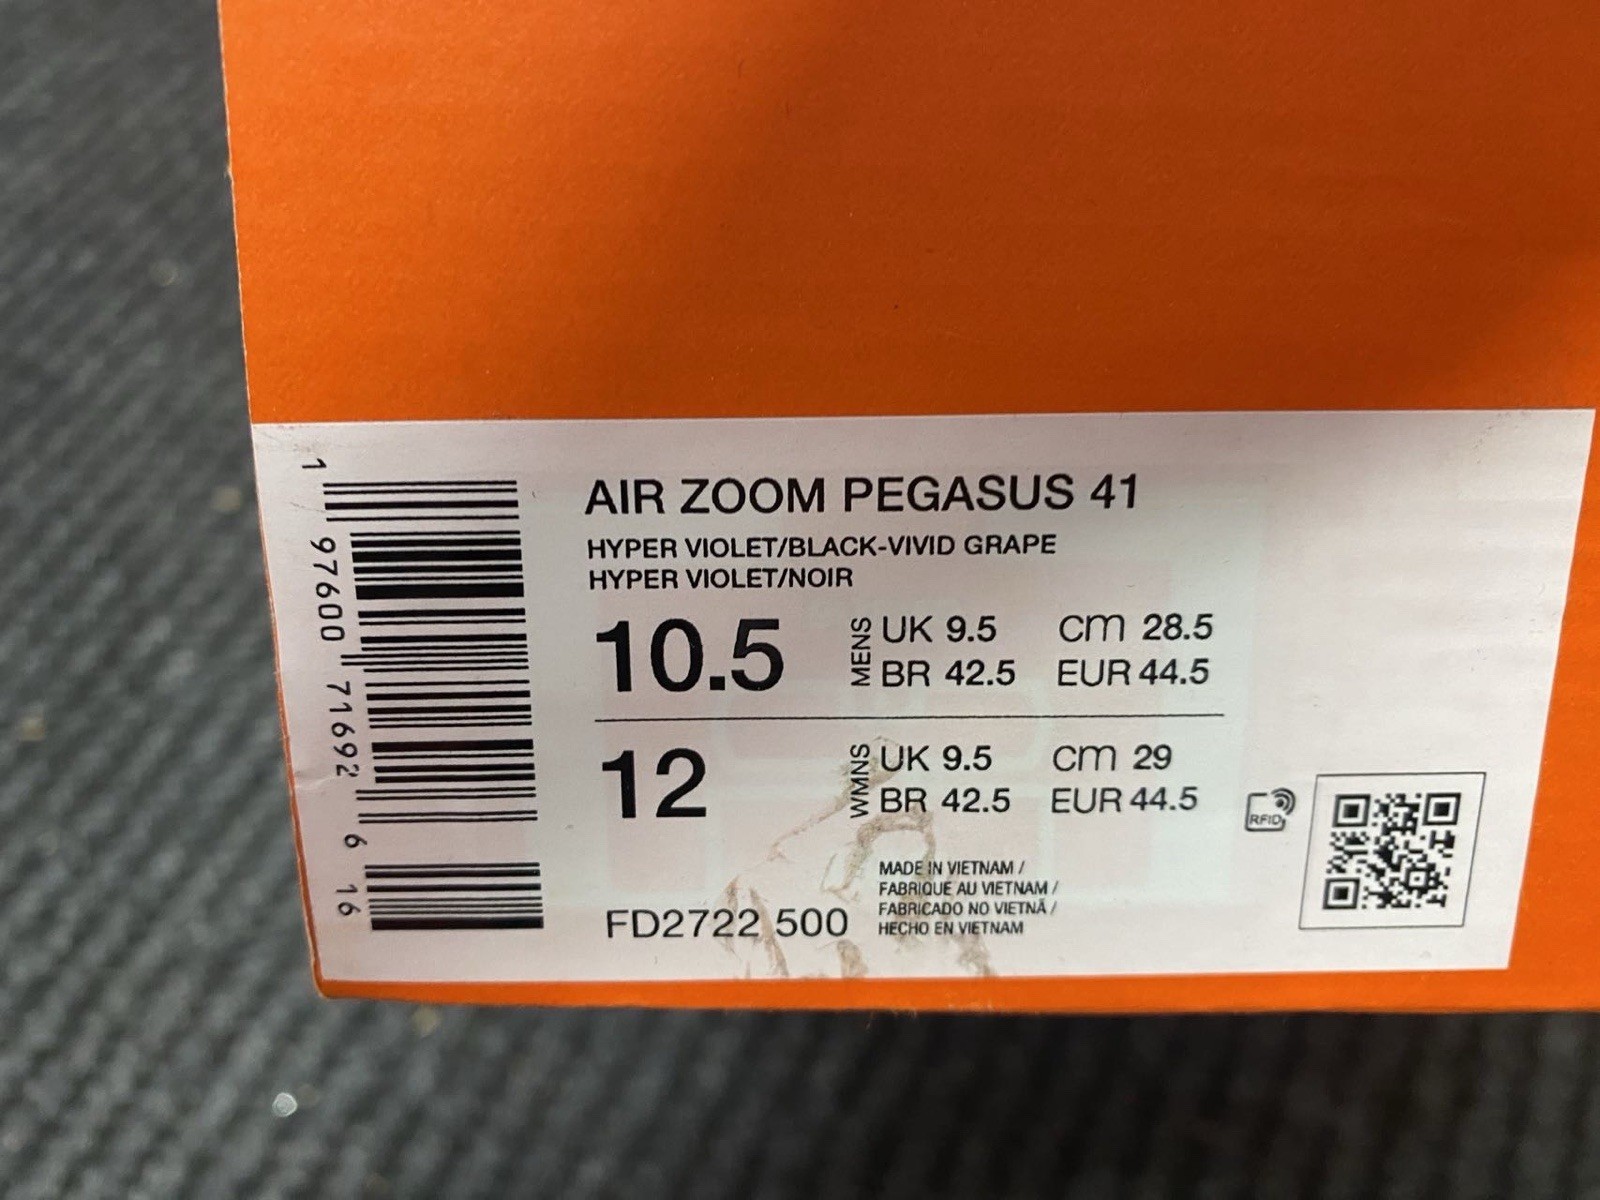 AIR ZOOM PEGASUS 41
HYPER VIOLET/BLACK-VIVID GRAPE
HYPER VIOLET/NOIR
10.5 MENS UK 9.5 cm 28.5
BR 42.5 EUR 44.5
12 WMNS UK 9.5 cm 29
BR 42.5 EUR 44.5
RFID
MADE IN VIETNAM /
FABRIQUE AU VIETNAM /
FABRICADO NO VIETNÃ /
HECHO EN VIETNAM
FD2722 500
1 97600 71692 6 16